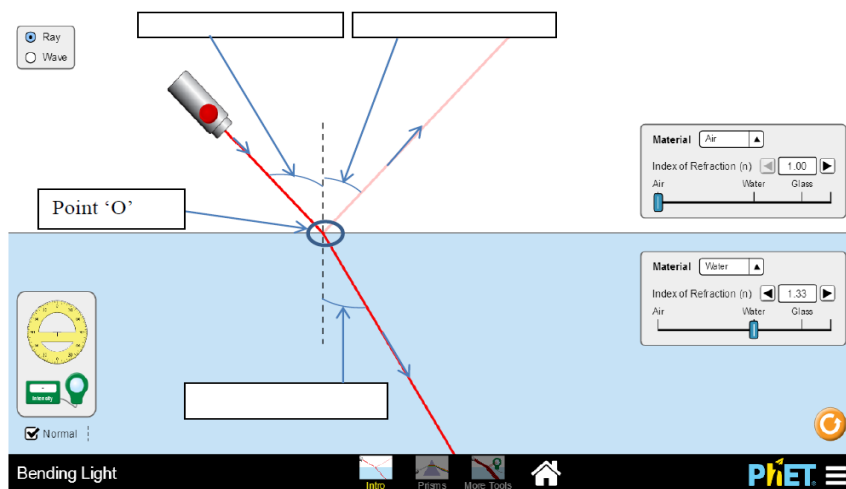 Ray
Wave
Point ‘O’
Material Air
Index of Refraction (n) 1.00
Air Water Glass
Material Water
Index of Refraction (n) 1.33
Air Water Glass
Intensity
Normal
Bending Light
Intro
Prisms
More Tools
PhET